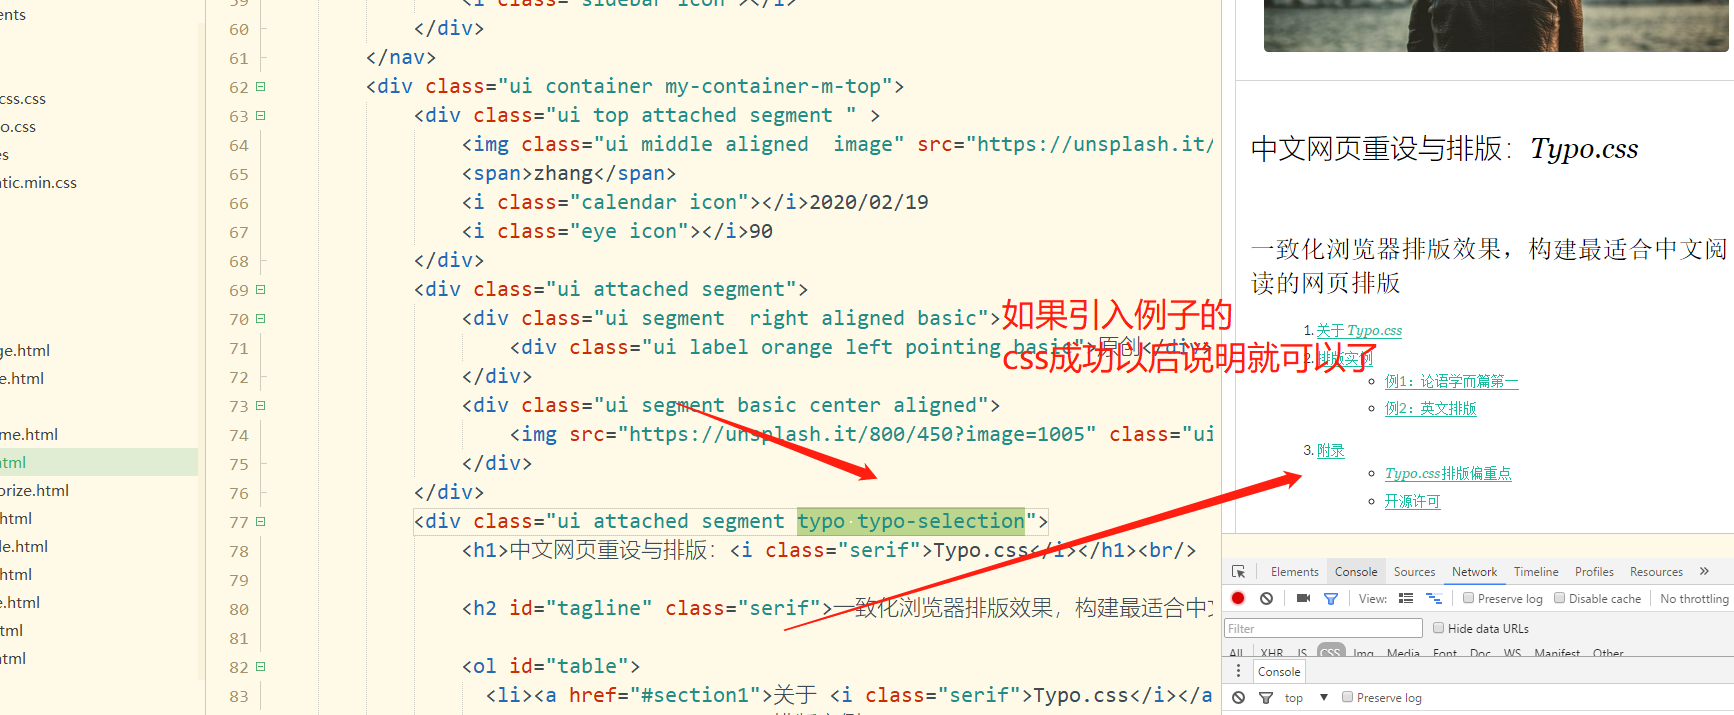 ents
css.css
o.css
es
tic.min.css
ge.html
e.html
me.html
html
orize.html
html
le.html
html
e.html
tml
html
59 <i class="sidebar icon"></i>
60 </div>
61 </nav>
62 <div class="ui container my-container-m-top">
63 <div class="ui top attached segment " >
64 <img class="ui middle aligned  image" src="https://unsplash.it/
65 <span>zhang</span>
66 <i class="calendar icon"></i>2020/02/19
67 <i class="eye icon"></i>90
68 </div>
69 <div class="ui attached segment">
70 <div class="ui segment  right aligned basic">
71 <div class="ui label orange left pointing basic">原创</div>
72 </div>
73 <div class="ui segment basic center aligned">
74 <img src="https://unsplash.it/800/450?image=1005" class="ui
75 </div>
76 </div>
77 <div class="ui attached segment typo typo-selection">
78 <h1>中文网页重设与排版：<i class="serif">Typo.css</i></h1><br/>
79
80 <h2 id="tagline" class="serif">一致化浏览器排版效果，构建最适合中文
81
82 <ol id="table">
83 <li><a href="#section1">关于 <i class="serif">Typo.css</i></a
如果引入例子的
css成功以后说明就可以了
中文网页重设与排版：Typo.css
一致化浏览器排版效果，构建最适合中文阅
读的网页排版
1. 关于 Typo.css
2. 排版实例
例1：论语学而篇第一
例2：英文排版
3. 附录
Typo.css排版偏重点
开源许可
Elements Console Sources Network Timeline Profiles Resources »
View: Preserve log Disable cache No throttling
Filter Hide data URLs
All XHR JS CSS Img Media Font Doc WS Manifest Other
Console
top ▼ Preserve log